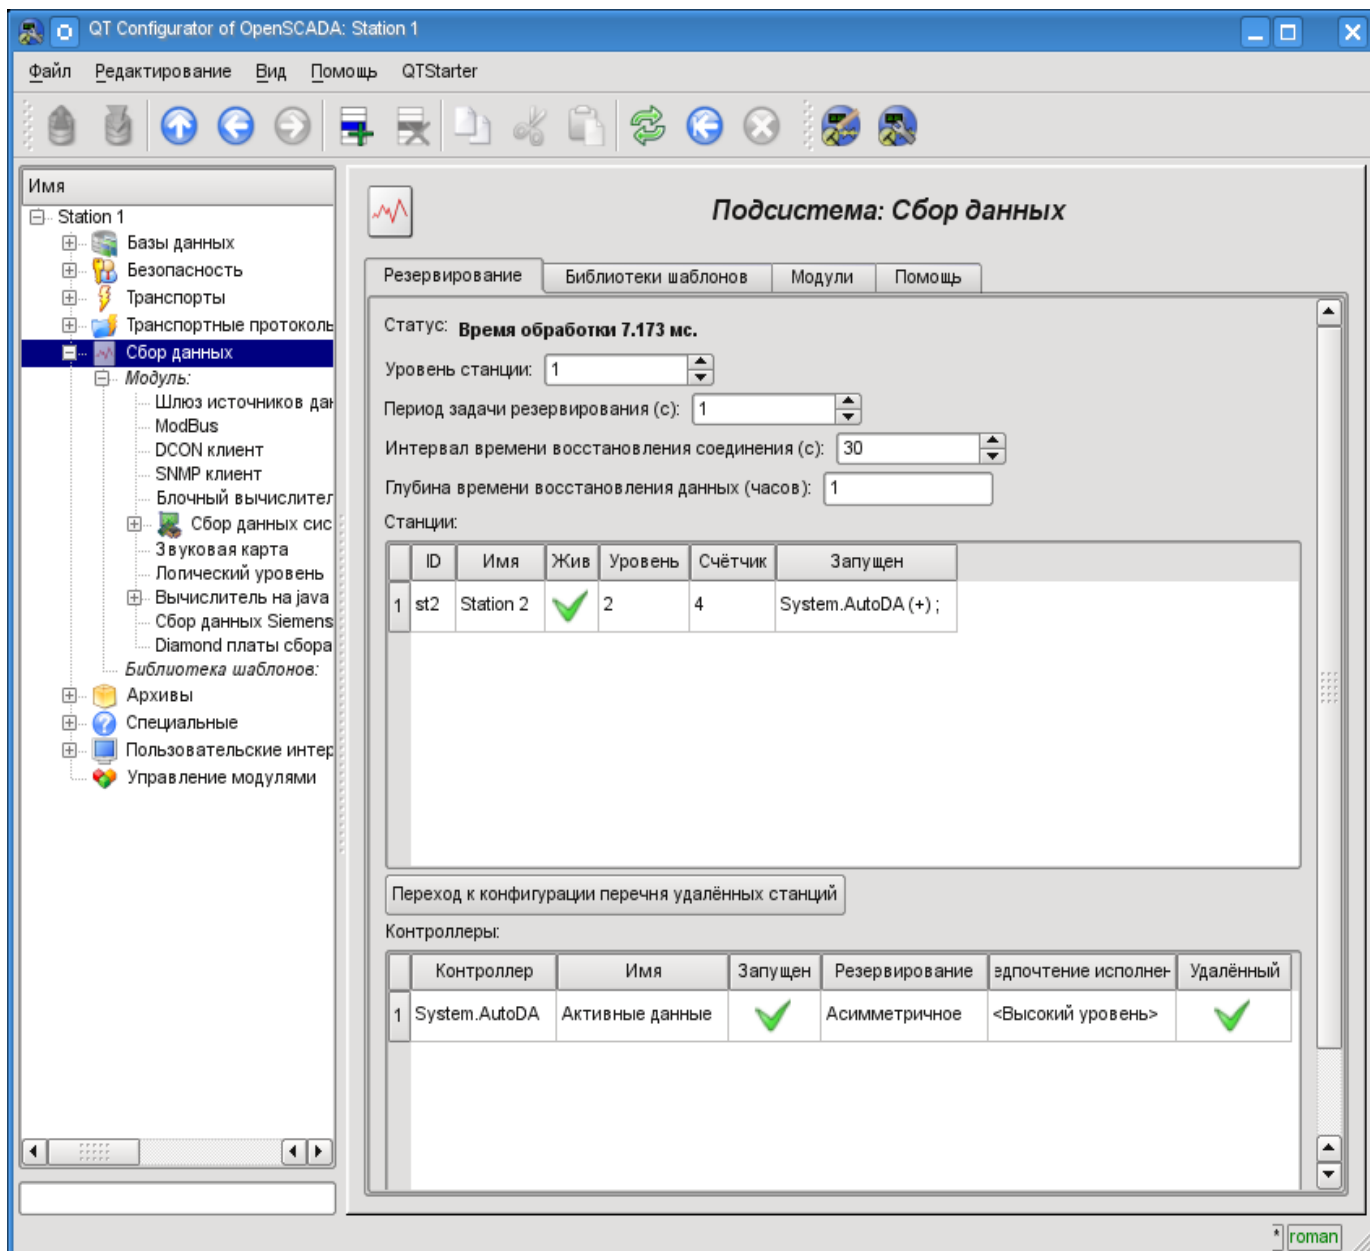 QT Configurator of OpenSCADA: Station 1
Файл Редактирование Вид Помощь QTStarter
Имя
Station 1
Базы данных
Безопасность
Транспорты
Транспортные протоколь
Сбор данных
Модуль:
Шлюз источников дан
ModBus
DCON клиент
SNMP клиент
Блочный вычислител
Сбор данных сис
Звуковая карта
Логический уровень
Вычислитель на java
Сбор данных Siemens
Diamond платы сбора
Библиотека шаблонов:
Архивы
Специальные
Пользовательские интер
Управление модулями
Подсистема: Сбор данных
Резервирование Библиотеки шаблонов Модули Помощь
Статус: Время обработки 7.173 мс.
Уровень станции: 1
Период задачи резервирования (с): 1
Интервал времени восстановления соединения (с): 30
Глубина времени восстановления данных (часов): 1
Станции:
ID Имя Жив Уровень Счётчик Запущен
1 st2 Station 2 2 4 System.AutoDA (+) ;
Переход к конфигурации перечня удалённых станций
Контроллеры:
Контроллер Имя Запущен Резервирование едпочтение исполнен Удалённый
1 System.AutoDA Активные данные Асимметричное <Высокий уровень>
* roman